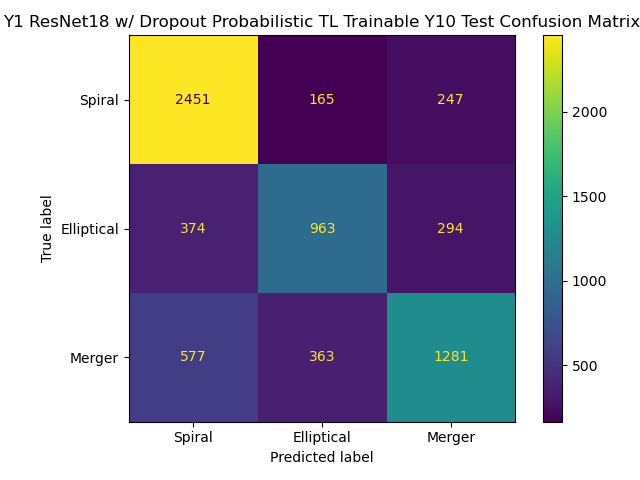 Y1 ResNet18 w/ Dropout Probabilistic TL Trainable Y10 Test Confusion Matrix
Spiral 2451 165 247
Elliptical 374 963 294
Merger 577 363 1281
Spiral Elliptical Merger
Predicted label
True label
2000
1500
1000
500